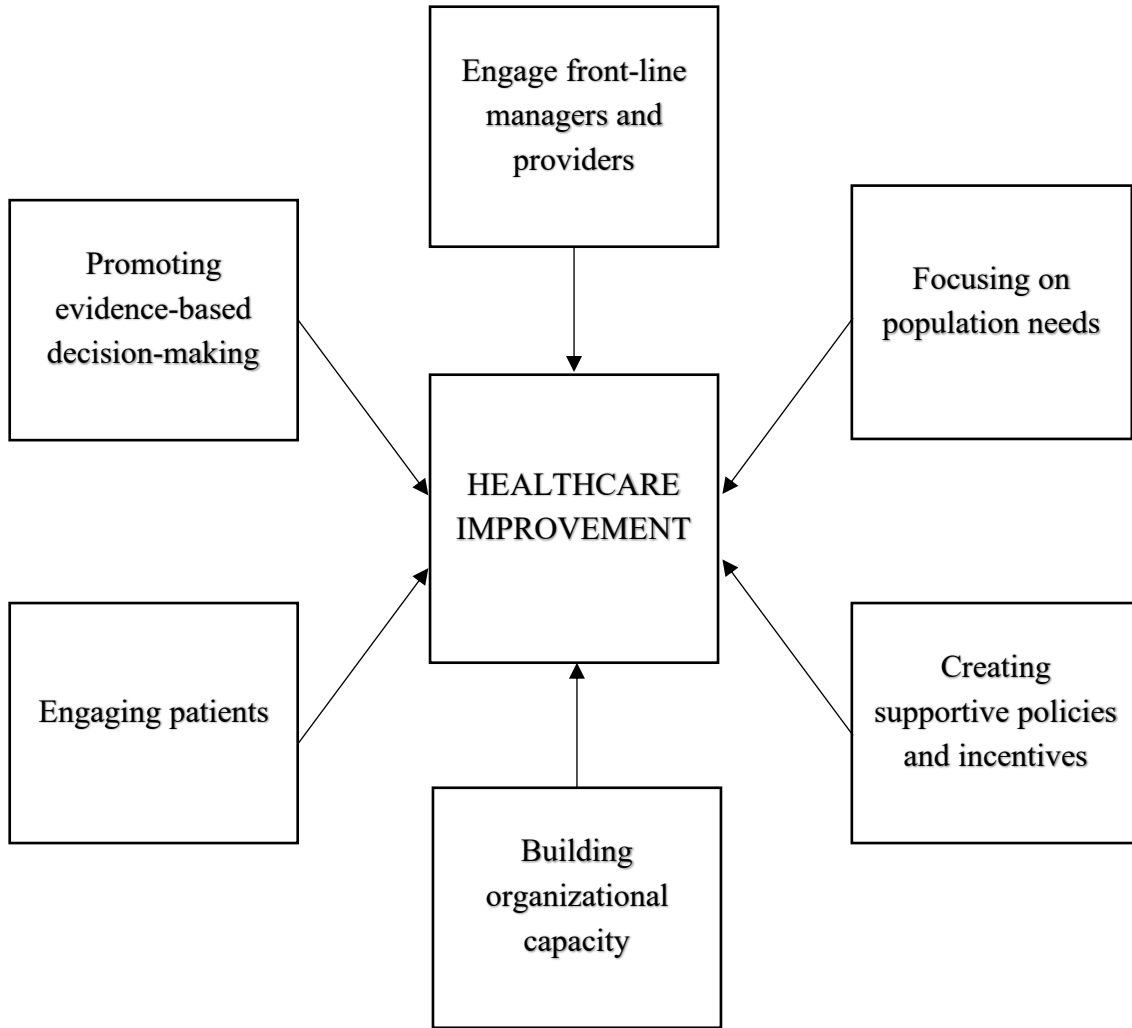 Engage front-line
managers and
providers
Promoting
evidence-based
decision-making
Focusing on
population needs
HEALTHCARE
IMPROVEMENT
Engaging patients
Creating
supportive policies
and incentives
Building
organizational
capacity